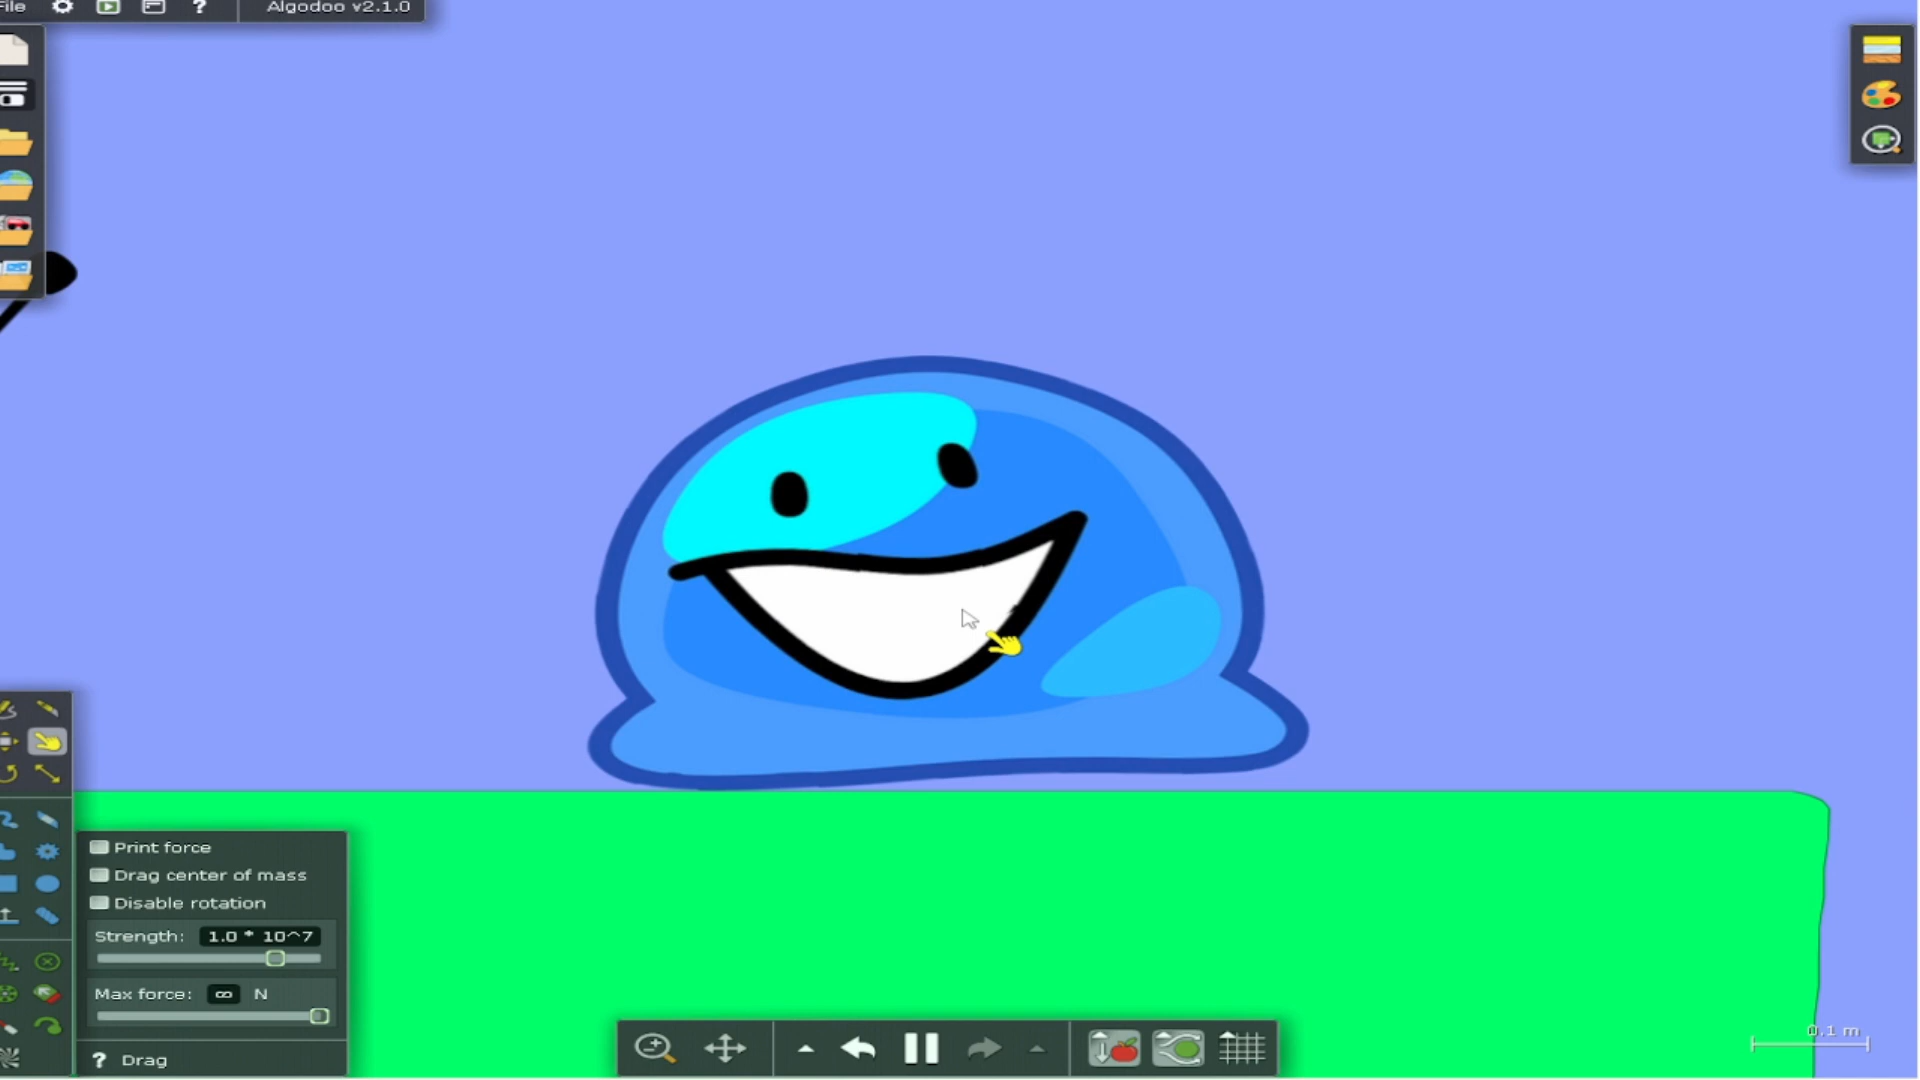 File ? Algodoo v2.1.0
Print force
Drag center of mass
Disable rotation
Strength: 1.0 * 10^7
Max force: ∞ N
? Drag
0.1 m